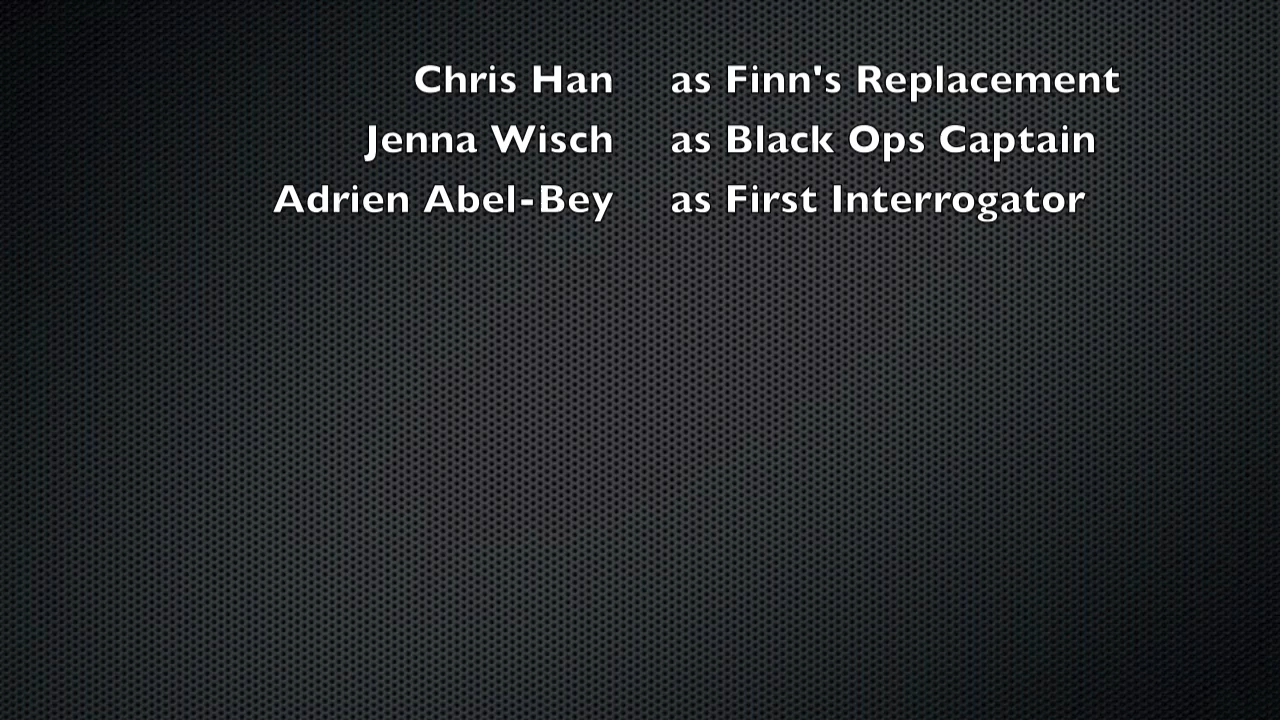 Chris Han as Finn's Replacement
Jenna Wisch as Black Ops Captain
Adrien Abel-Bey as First Interrogator